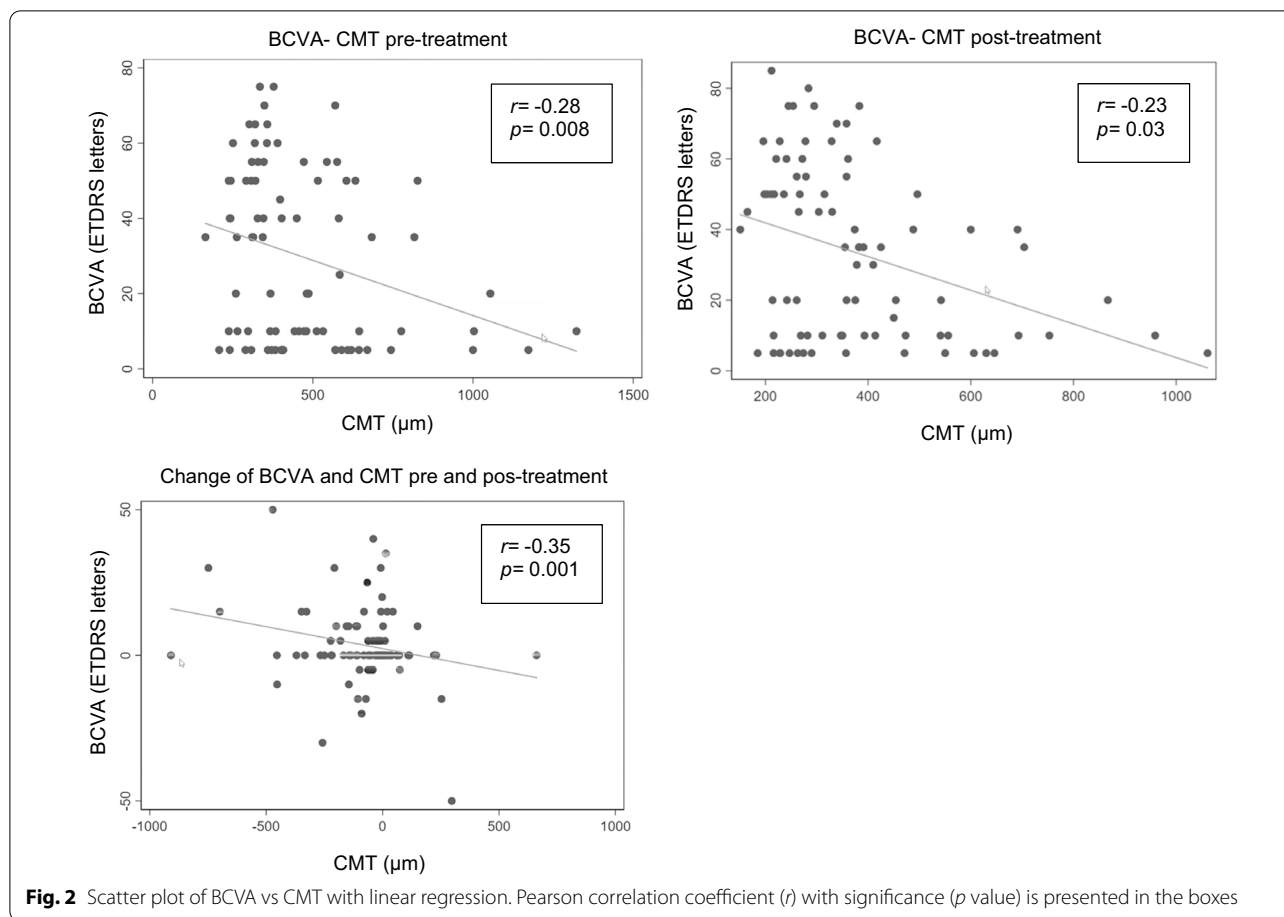 BCVA- CMT pre-treatment
80
60
40
20
0
BCVA (ETDRS letters)
r= -0.28
p= 0.008
0 500 1000 1500
CMT (µm)
BCVA- CMT post-treatment
80
60
40
20
0
BCVA (ETDRS letters)
r= -0.23
p= 0.03
200 400 600 800 1000
CMT (µm)
Change of BCVA and CMT pre and pos-treatment
50
0
-50
BCVA (ETDRS letters)
r= -0.35
p= 0.001
-1000 -500 0 500 1000
CMT (µm)
Fig. 2 Scatter plot of BCVA vs CMT with linear regression. Pearson correlation coefficient (r) with significance (p value) is presented in the boxes